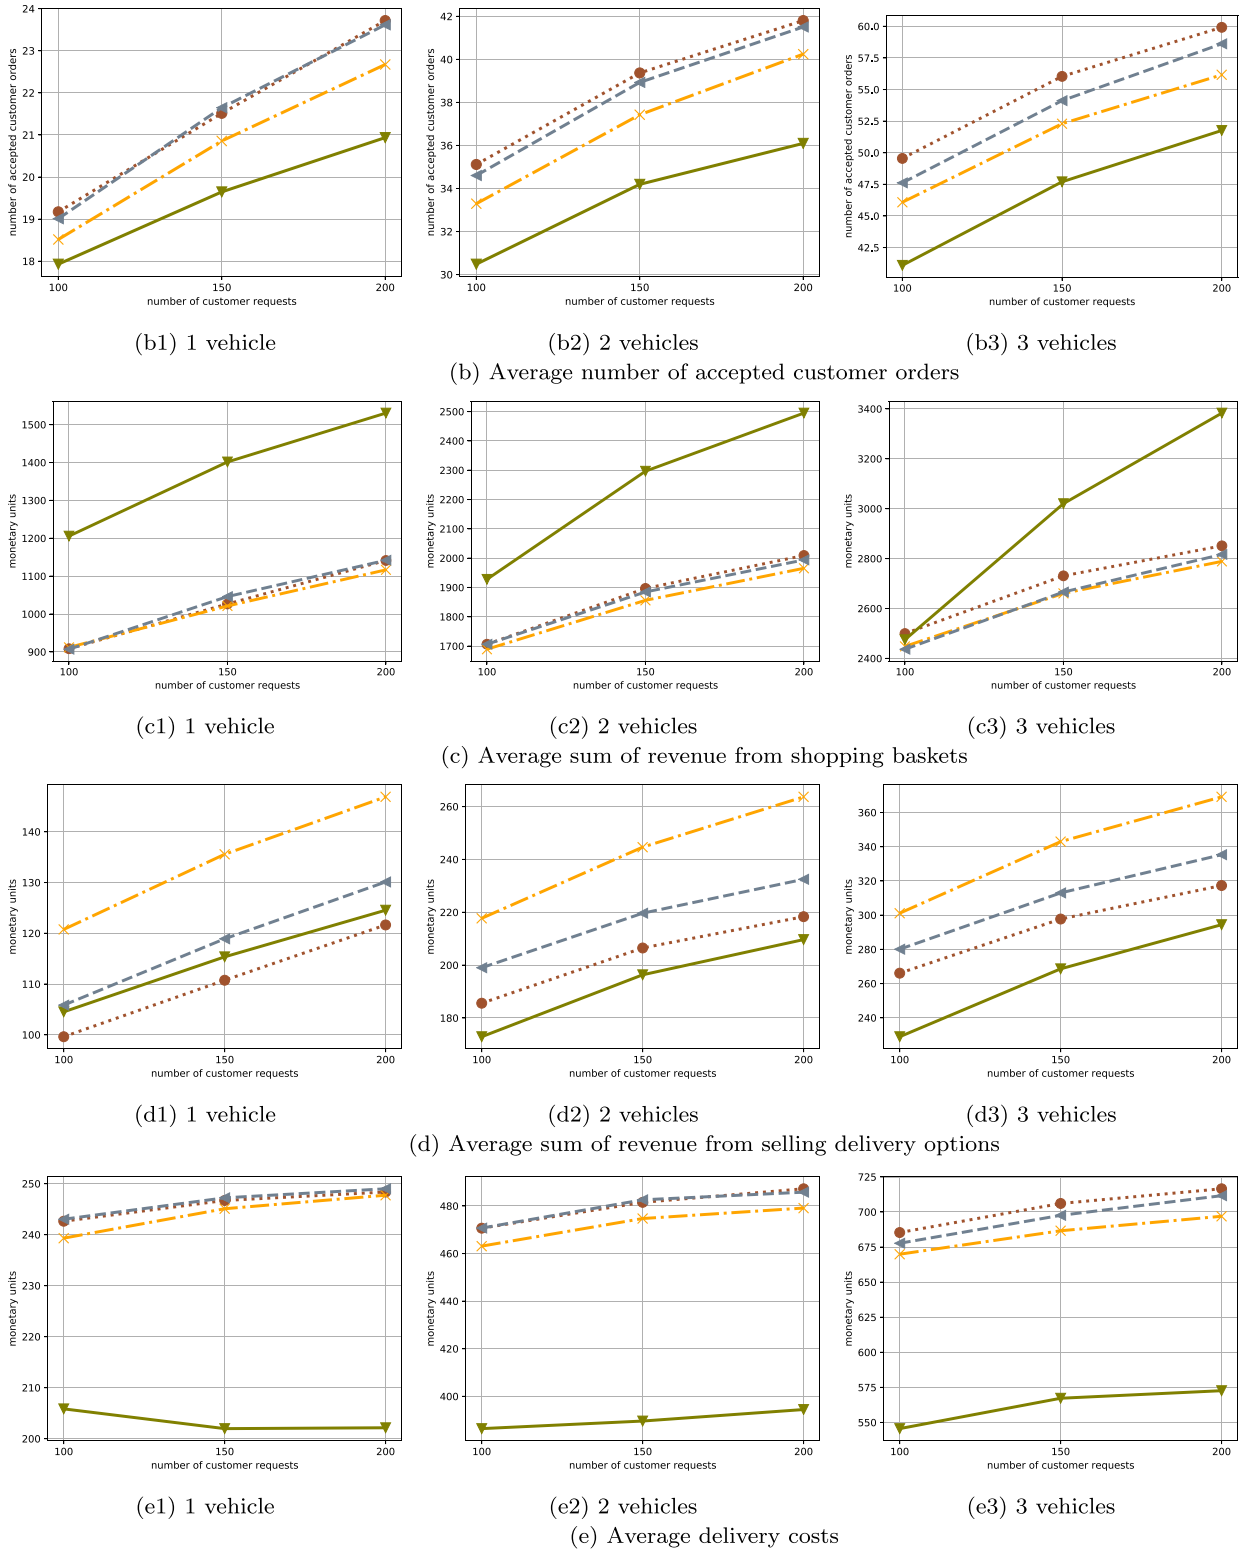 24
23
22
21
20
19
18
number of accepted customer orders
100
150
200
number of customer requests
42
40
38
36
34
32
30
number of accepted customer orders
100
150
200
number of customer requests
60.0
57.5
55.0
52.5
50.0
47.5
45.0
42.5
number of accepted customer orders
100
150
200
number of customer requests
(b1) 1 vehicle
(b2) 2 vehicles
(b3) 3 vehicles
(b) Average number of accepted customer orders
1500
1400
1300
1200
1100
1000
900
monetary units
100
150
200
number of customer requests
2500
2400
2300
2200
2100
2000
1900
1800
1700
monetary units
100
150
200
number of customer requests
3400
3200
3000
2800
2600
2400
monetary units
100
150
200
number of customer requests
(c1) 1 vehicle
(c2) 2 vehicles
(c3) 3 vehicles
(c) Average sum of revenue from shopping baskets
140
130
120
110
100
monetary units
100
150
200
number of customer requests
260
240
220
200
180
monetary units
100
150
200
number of customer requests
360
340
320
300
280
260
240
monetary units
100
150
200
number of customer requests
(d1) 1 vehicle
(d2) 2 vehicles
(d3) 3 vehicles
(d) Average sum of revenue from selling delivery options
250
240
230
220
210
200
monetary units
100
150
200
number of customer requests
480
460
440
420
400
monetary units
100
150
200
number of customer requests
725
700
675
650
625
600
575
550
monetary units
100
150
200
number of customer requests
(e1) 1 vehicle
(e2) 2 vehicles
(e3) 3 vehicles
(e) Average delivery costs